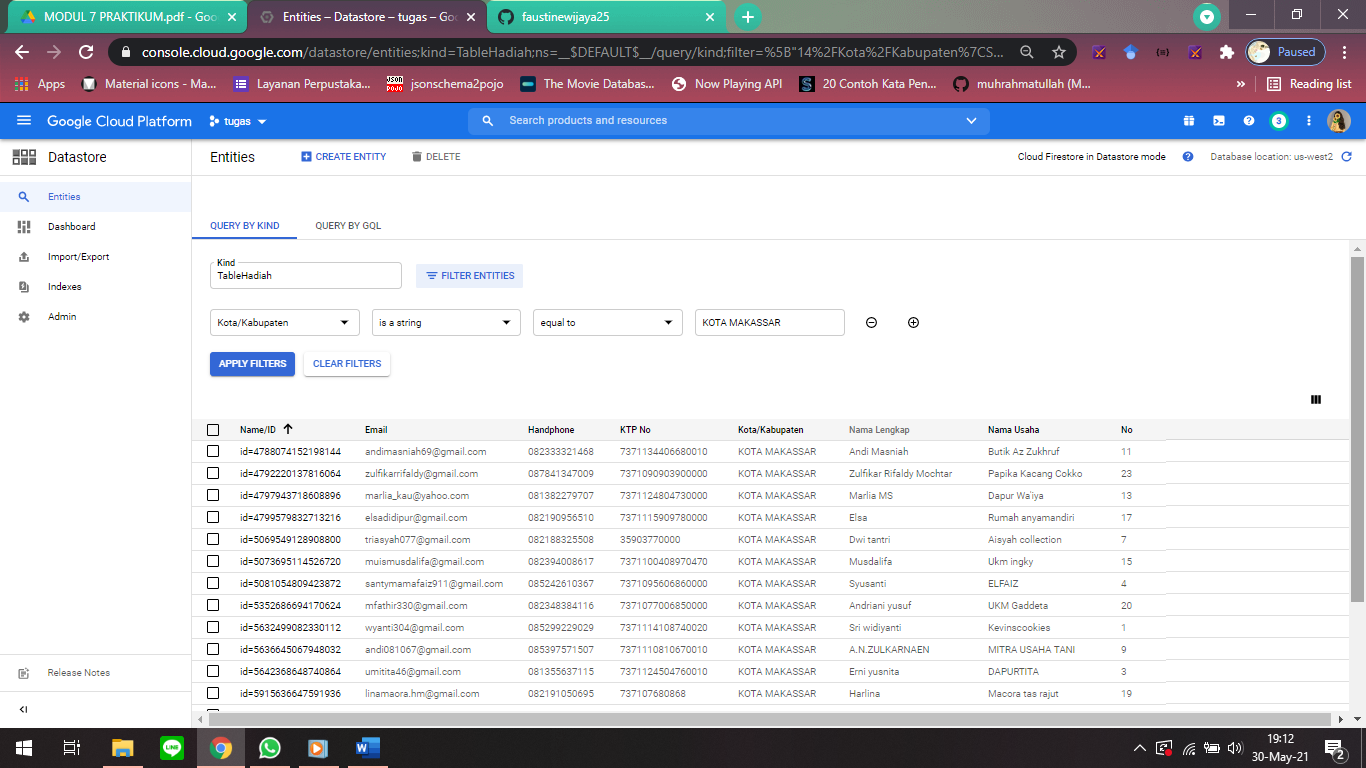 MODUL 7 PRAKTIKUM.pdf - Goo
Entities – Datastore – tugas – Goo
faustinewijaya25
console.cloud.google.com/datastore/entities;kind=TableHadiah;ns=__$DEFAULT$__/query/kind;filter=%5B"14%2FKota%2FKabupaten%7CS...
Paused
Apps
Material icons - Ma...
Layanan Perpustaka...
JSON POJO
jsonschema2pojo
The Movie Databas...
Now Playing API
20 Contoh Kata Pen...
muhrahmatullah (M...
Reading list
Google Cloud Platform
tugas
Search products and resources
3
Datastore
Entities
CREATE ENTITY
DELETE
Cloud Firestore in Datastore mode
Database location: us-west2
Entities
Dashboard
Import/Export
Indexes
Admin
Release Notes
QUERY BY KIND
QUERY BY GQL
Kind
TableHadiah
FILTER ENTITIES
Kota/Kabupaten is a string equal to KOTA MAKASSAR
APPLY FILTERS
CLEAR FILTERS
Name/ID Email Handphone KTP No Kota/Kabupaten Nama Lengkap Nama Usaha No
id=4788074152198144 andimasniah69@gmail.com 082333321468 7371134406680010 KOTA MAKASSAR Andi Masniah Butik Az Zukhruf 11
id=4792220137816064 zulfikarrifaldy@gmail.com 087841347009 7371090903900000 KOTA MAKASSAR Zulfikar Rifaldy Mochtar Papika Kacang Cokko 23
id=4797943718608896 marlia_kau@yahoo.com 081382279707 7371124804730000 KOTA MAKASSAR Marlia MS Dapur Wa'iya 13
id=4799579832713216 elsadidipur@gmail.com 082190956510 7371115909780000 KOTA MAKASSAR Elsa Rumah anyamandiri 17
id=5069549128908800 triasyah077@gmail.com 082188325508 35903770000 KOTA MAKASSAR Dwi tantri Aisyah collection 7
id=5073695114526720 muismusdalifa@gmail.com 082394008617 7371100408970470 KOTA MAKASSAR Musdalifa Ukm ingky 15
id=5081054809423872 santymamafaiz911@gmail.com 085242610367 7371095606860000 KOTA MAKASSAR Syusanti ELFAIZ 4
id=5352686694170624 mfathir330@gmail.com 082348384116 7371077006850000 KOTA MAKASSAR Andriani yusuf UKM Gaddeta 20
id=5632499082330112 wyanti304@gmail.com 085299229029 7371114108740020 KOTA MAKASSAR Sri widiyanti Kevinscookies 1
id=5636645067948032 andi081067@gmail.com 085397571507 7371110810670010 KOTA MAKASSAR A.N.ZULKARNAEN MITRA USAHA TANI 9
id=5642368648740864 umitita46@gmail.com 081355637115 7371124504760010 KOTA MAKASSAR Erni yusnita DAPURTITA 3
id=5915636647591936 linamaora.hm@gmail.com 082191050695 737107680868 KOTA MAKASSAR Harlina Macora tas rajut 19
LINE
19:12
30-May-21
2